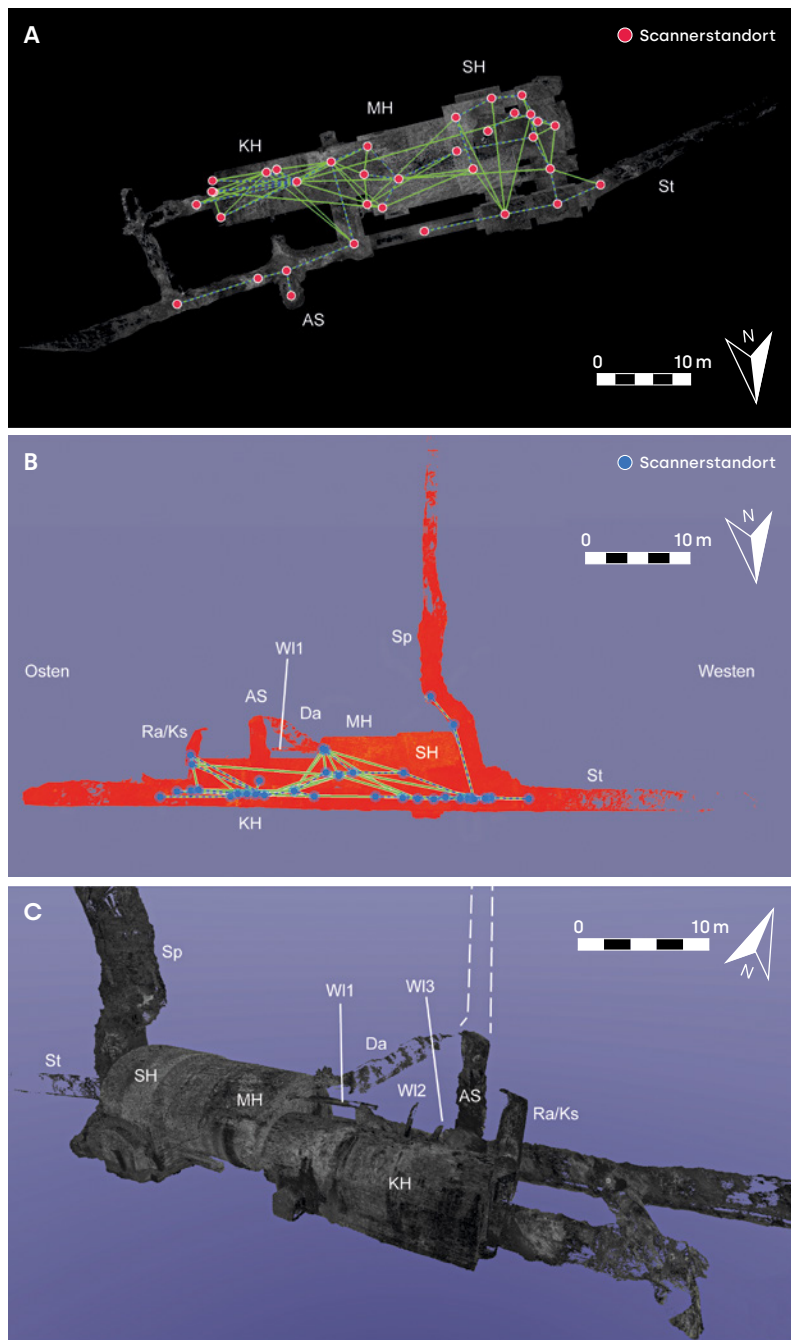 A
Scannerstandort
SH
MH
KH
St
AS
N
0 10 m
B
Scannerstandort
N
0 10 m
Sp
WI1
Osten
Westen
AS
Da
MH
Ra/Ks
SH
St
KH
C
0 10 m
N
Sp
WI1
WI3
Da
St
SH
WI2
MH
AS
Ra/Ks
KH